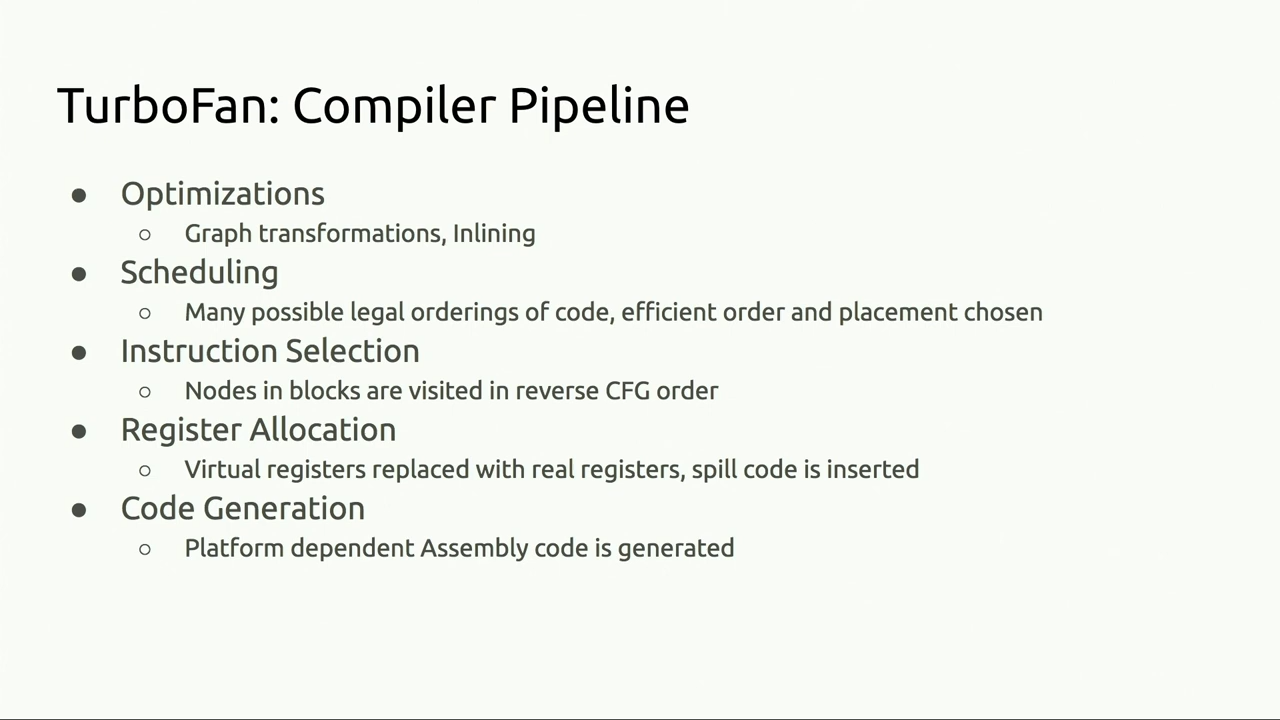 TurboFan: Compiler Pipeline
● Optimizations
○ Graph transformations, Inlining
● Scheduling
○ Many possible legal orderings of code, efficient order and placement chosen
● Instruction Selection
○ Nodes in blocks are visited in reverse CFG order
● Register Allocation
○ Virtual registers replaced with real registers, spill code is inserted
● Code Generation
○ Platform dependent Assembly code is generated